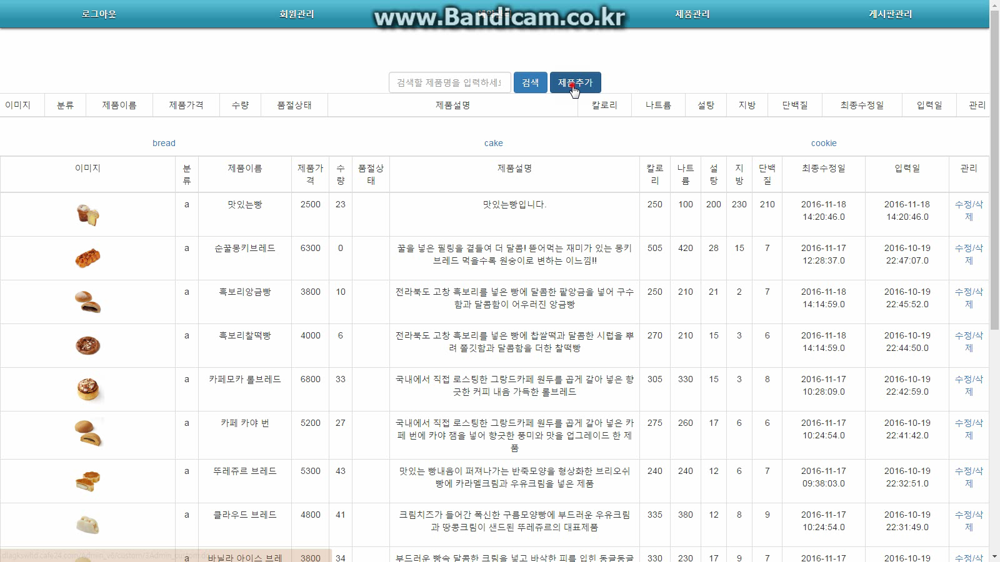 로그아웃 회원관리 제품관리 게시판관리
www.Bandicam.co.kr
검색할 제품명을 입력하세요 검색 제품추가
이미지 분류 제품이름 제품가격 수량 품절상태 제품설명 칼로리 나트륨 설탕 지방 단백질 최종수정일 입력일 관리
bread cake cookie
이미지 분 제품이름 제품가 수 품절상 제품설명 칼로 나트 설 지 단백 최종수정일 입력일 관리
류 격 량 태 리 륨 탕 방 질
a 맛있는빵 2500 23 맛있는빵입니다. 250 100 200 230 210 2016-11-18 2016-11-18 수정/삭
14:20:46.0 14:20:46.0 제
a 순꿀몽키브레드 6300 0 꿀을 넣은 필링을 곁들여 더 달콤! 뜯어먹는 재미가 있는 몽키 505 420 28 15 7 2016-11-17 2016-10-19 수정/삭
브레드 먹을수록 원숭이로 변하는 이느낌!! 12:28:37.0 22:47:07.0 제
a 흑보리앙금빵 3800 10 전라북도 고창 흑보리를 넣은 빵에 달콤한 팥앙금을 넣어 구수 250 210 21 2 7 2016-11-18 2016-10-19 수정/삭
함과 달콤함이 어우러진 앙금빵 14:14:59.0 22:45:52.0 제
a 흑보리찰떡빵 4000 6 전라북도 고창 흑보리를 넣은 빵에 찹쌀떡과 달콤한 시럽을 뿌 270 210 15 3 6 2016-11-18 2016-10-19 수정/삭
려 쫄깃함과 달콤함을 더한 찰떡빵 14:14:59.0 22:44:50.0 제
a 카페모카 롤브레드 6800 33 국내에서 직접 로스팅한 그랑드카페 원두를 곱게 갈아 넣은 향 305 330 15 3 8 2016-11-17 2016-10-19 수정/삭
긋한 커피 내음 가득한 롤브레드 10:28:09.0 22:42:59.0 제
a 카페 카야 번 5200 27 국내에서 직접 로스팅한 그랑드카페 원두를 곱게 갈아 넣은 카 275 260 17 6 6 2016-11-17 2016-10-19 수정/삭
페 번에 카야 잼을 넣어 향긋한 풍미와 맛을 업그레이드 한 제 10:24:54.0 22:41:42.0 제
품
a 뚜레쥬르 브레드 5300 43 맛있는 빵내음이 퍼져나가는 반죽모양을 형상화한 브리오쉬 240 240 12 6 7 2016-11-17 2016-10-19 수정/삭
빵에 카라멜크림과 우유크림을 넣은 제품 09:38:03.0 22:32:51.0 제
a 클라우드 브레드 4800 41 크림치즈가 들어간 폭신한 구름모양빵에 부드러운 우유크림 335 380 12 8 9 2016-11-17 2016-10-19 수정/삭
과 땅콩크림이 샌드된 뚜레쥬르의 대표제품 10:24:54.0 22:31:49.0 제
a 바닐라 아이스 브레 3800 34 부드러운 빵속 달콤한 크림을 넣고 바삭한 피를 입힌 동글동글 330 230 17 9 7 2016-11-17 2016-10-19 수정/삭